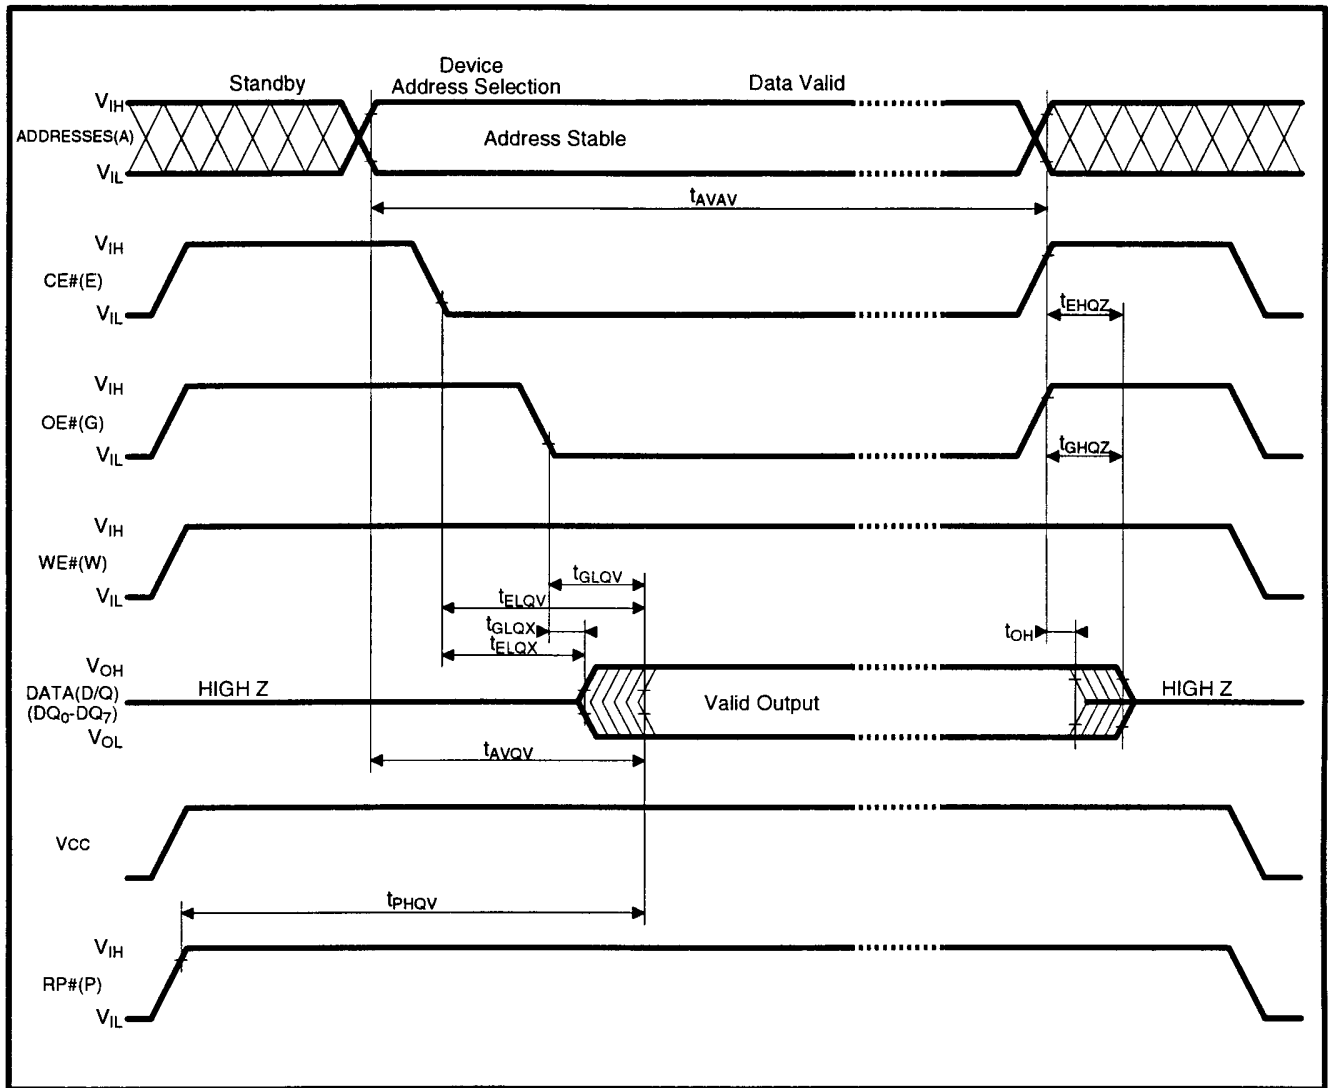 Standby
Device
Address Selection
Data Valid
VIH
ADDRESSES(A)
Address Stable
VIL
tAVAV
VIH
CE#(E)
VIL
tEHQZ
VIH
OE#(G)
VIL
tGHQZ
VIH
WE#(W)
VIL
tGLQV
tELQV
tGLQX
tELQX
tOH
VOH
DATA(D/Q)
(DQ0-DQ7)
VOL
HIGH Z
Valid Output
HIGH Z
tAVQV
VCC
tPHQV
VIH
RP#(P)
VIL